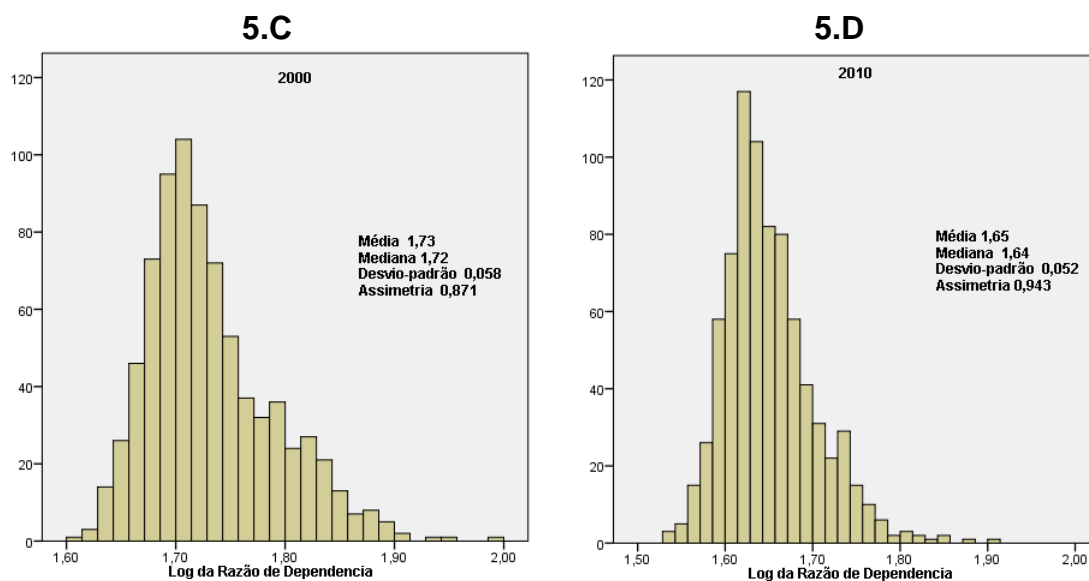 5.C
2000
120
100
80
60
40
20
0
Média 1,73
Mediana 1,72
Desvio-padrão 0,058
Assimetria 0,871
1,60 1,70 1,80 1,90 2,00
Log da Razão de Dependencia
5.D
2010
120
100
80
60
40
20
0
Média 1,65
Mediana 1,64
Desvio-padrão 0,052
Assimetria 0,943
1,50 1,60 1,70 1,80 1,90 2,00
Log da Razão de Dependencia